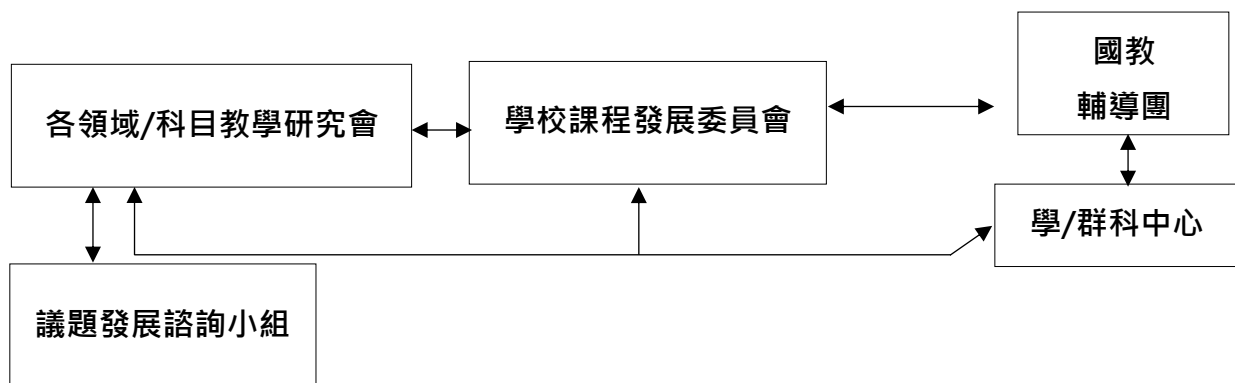 國教
輔導團
各領域/科目教學研究會
學校課程發展委員會
學/群科中心
議題發展諮詢小組